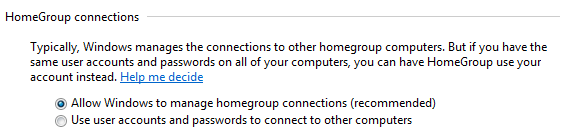 HomeGroup connections
Typically, Windows manages the connections to other homegroup computers. But if you have the
same user accounts and passwords on all of your computers, you can have HomeGroup use your
account instead. Help me decide
Allow Windows to manage homegroup connections (recommended)
Use user accounts and passwords to connect to other computers